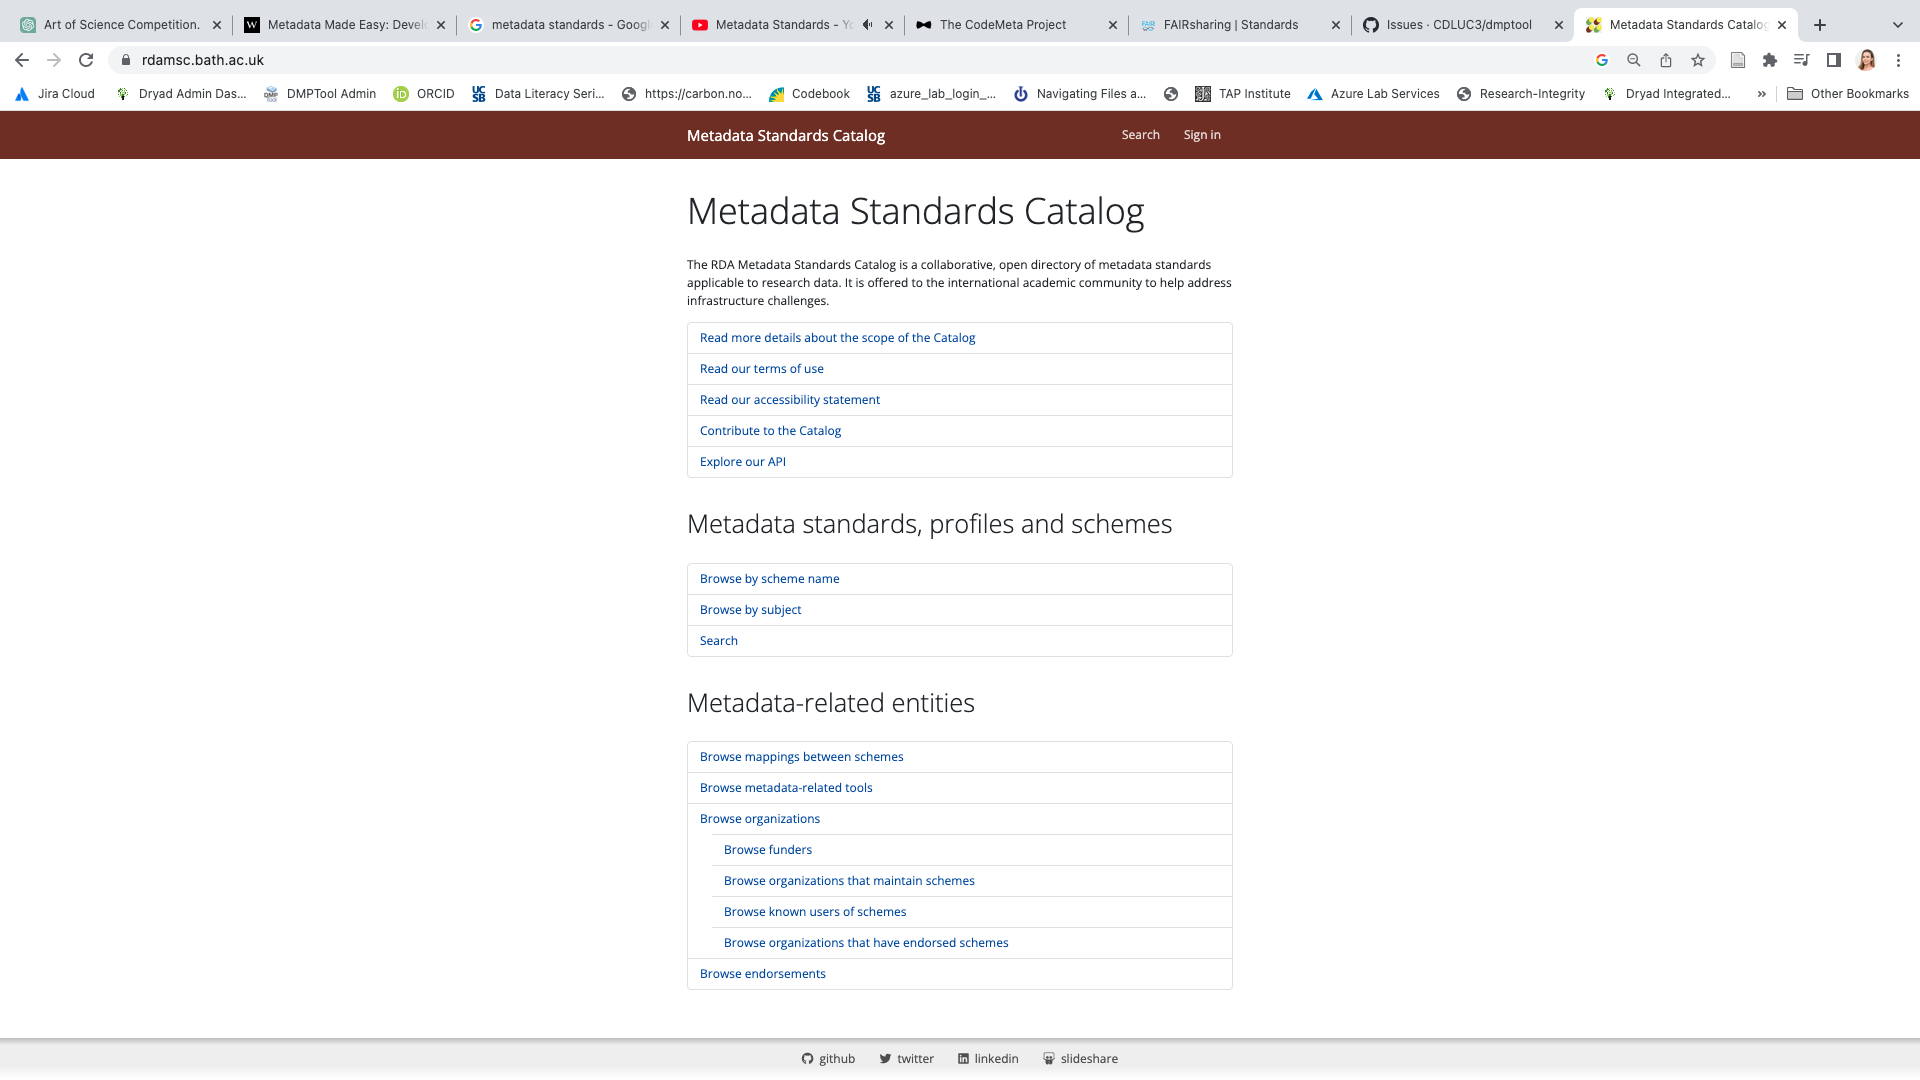 Art of Science Competition.
Metadata Made Easy: Devel
metadata standards - Googl
Metadata Standards - Yo
The CodeMeta Project
FAIRsharing | Standards
Issues · CDLUC3/dmptool
Metadata Standards Catalog
rdamsc.bath.ac.uk
Jira Cloud
Dryad Admin Das...
DMPTool Admin
ORCID
Data Literacy Seri...
https://carbon.no...
Codebook
azure_lab_login_...
Navigating Files a...
TAP Institute
Azure Lab Services
Research-Integrity
Dryad Integrated...
Other Bookmarks
Metadata Standards Catalog
Search
Sign in
Metadata Standards Catalog
The RDA Metadata Standards Catalog is a collaborative, open directory of metadata standards
applicable to research data. It is offered to the international academic community to help address
infrastructure challenges.
Read more details about the scope of the Catalog
Read our terms of use
Read our accessibility statement
Contribute to the Catalog
Explore our API
Metadata standards, profiles and schemes
Browse by scheme name
Browse by subject
Search
Metadata-related entities
Browse mappings between schemes
Browse metadata-related tools
Browse organizations
Browse funders
Browse organizations that maintain schemes
Browse known users of schemes
Browse organizations that have endorsed schemes
Browse endorsements
github
twitter
linkedin
slideshare